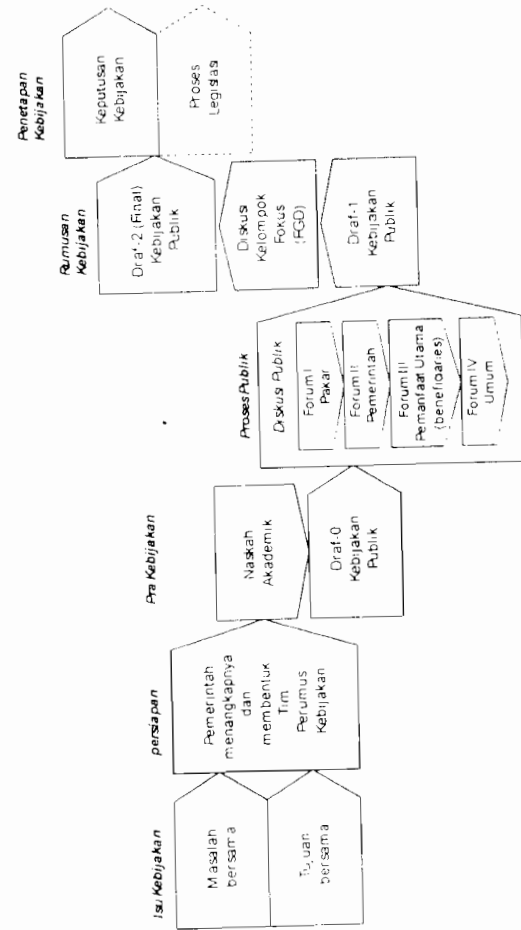 Isu Kebijakan
Masalah
bersama
Tujuan
bersama
persiapan
Pemerintah
menangkapnya
dan
membentuk
Tim
Perumus
Kebijakan
Pra Kebijakan
Naskah
Akademik
Draf-0
Kebijakan
Publik
Proses Publik
Diskusi Publik
Forum I
Pakar
Forum II
Pemerintah
Forum III
Pemanfaat Utama
(beneficiaries)
Forum IV
Umum
Rumusan
Kebijakan
Draf-2 (Final)
Kebijakan
Publik
Diskusi
Kelompok
Fokus
(FGD)
Draf-1
Kebijakan
Publik
Penetapan
Kebijakan
Keputusan
Kebijakan
Proses
Legislasi